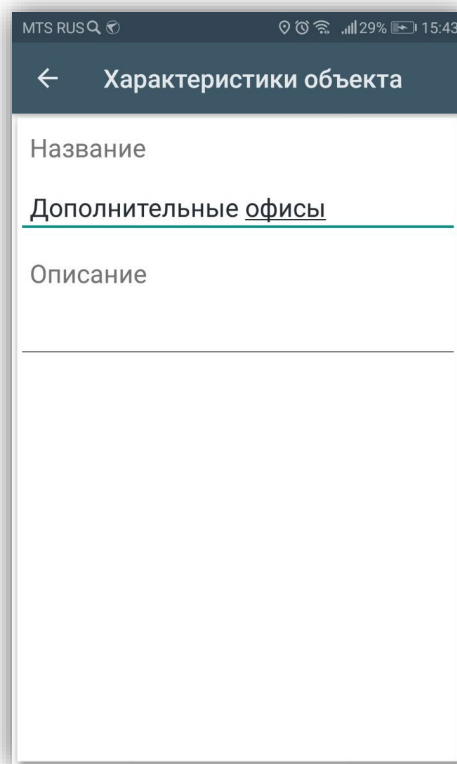 MTS RUS 29% 15:43
Характеристики объекта
Название
Дополнительные офисы
Описание